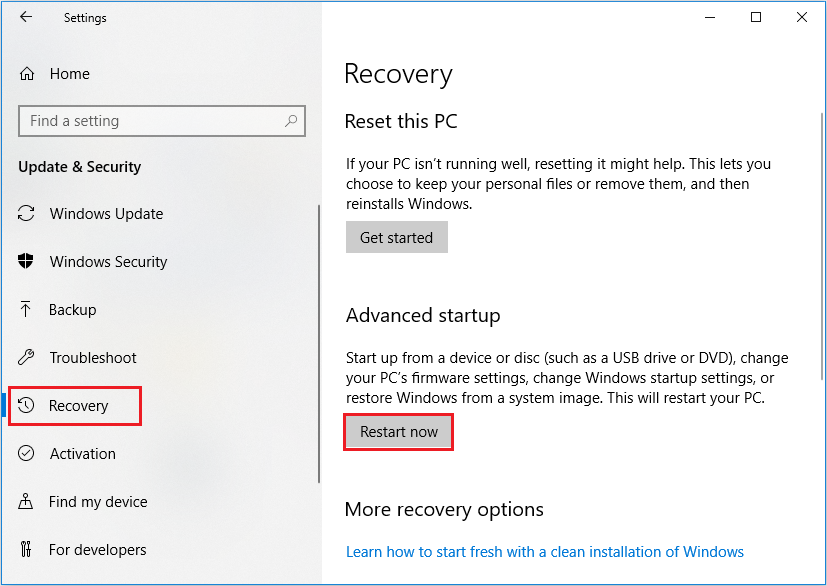 Settings
Home
Find a setting
Update & Security
Windows Update
Windows Security
Backup
Troubleshoot
Recovery
Activation
Find my device
For developers
Recovery
Reset this PC
If your PC isn't running well, resetting it might help. This lets you
choose to keep your personal files or remove them, and then
reinstalls Windows.
Get started
Advanced startup
Start up from a device or disc (such as a USB drive or DVD), change
your PC's firmware settings, change Windows startup settings, or
restore Windows from a system image. This will restart your PC.
Restart now
More recovery options
Learn how to start fresh with a clean installation of Windows